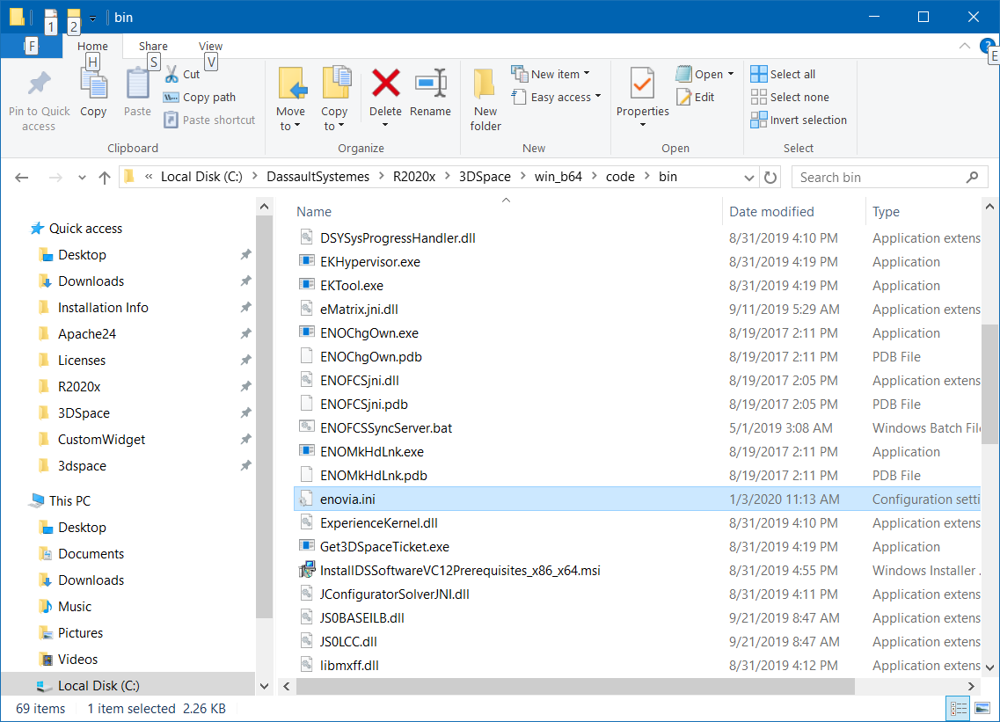 1 2 bin
F Home Share View
H S V E
Pin to Quick access
Copy
Paste
Cut
Copy path
Paste shortcut
Clipboard
Move to
Copy to
Delete
Rename
Organize
New folder
New item
Easy access
New
Properties
Open
Edit
Open
Select all
Select none
Invert selection
Select
« Local Disk (C:) > DassaultSystemes > R2020x > 3DSpace > win_b64 > code > bin
Search bin
Quick access
Desktop
Downloads
Installation Info
Apache24
Licenses
R2020x
3DSpace
CustomWidget
3dspace
This PC
Desktop
Documents
Downloads
Music
Pictures
Videos
Local Disk (C:)
Name Date modified Type
DSYSysProgressHandler.dll 8/31/2019 4:10 PM Application extens
EKHypervisor.exe 8/31/2019 4:19 PM Application
EKTool.exe 8/31/2019 4:19 PM Application
eMatrix.jni.dll 9/11/2019 5:29 AM Application extens
ENOChgOwn.exe 8/19/2017 2:11 PM Application
ENOChgOwn.pdb 8/19/2017 2:11 PM PDB File
ENOFCSjni.dll 8/19/2017 2:05 PM Application extens
ENOFCSjni.pdb 8/19/2017 2:05 PM PDB File
ENOFCSSyncServer.bat 5/1/2019 3:08 AM Windows Batch File
ENOMkHdLnk.exe 8/19/2017 2:11 PM Application
ENOMkHdLnk.pdb 8/19/2017 2:11 PM PDB File
enovia.ini 1/3/2020 11:13 AM Configuration setti
ExperienceKernel.dll 8/31/2019 4:10 PM Application extens
Get3DSpaceTicket.exe 8/31/2019 4:19 PM Application
InstallDSSoftwareVC12Prerequisites_x86_x64.msi 8/31/2019 4:55 PM Windows Installer .
JConfiguratorSolverJNI.dll 8/31/2019 4:11 PM Application extens
JS0BASEILB.dll 9/21/2019 8:47 AM Application extens
JS0LCC.dll 9/21/2019 8:47 AM Application extens
libmxff.dll 8/31/2019 4:12 PM Application extens
69 items 1 item selected 2.26 KB